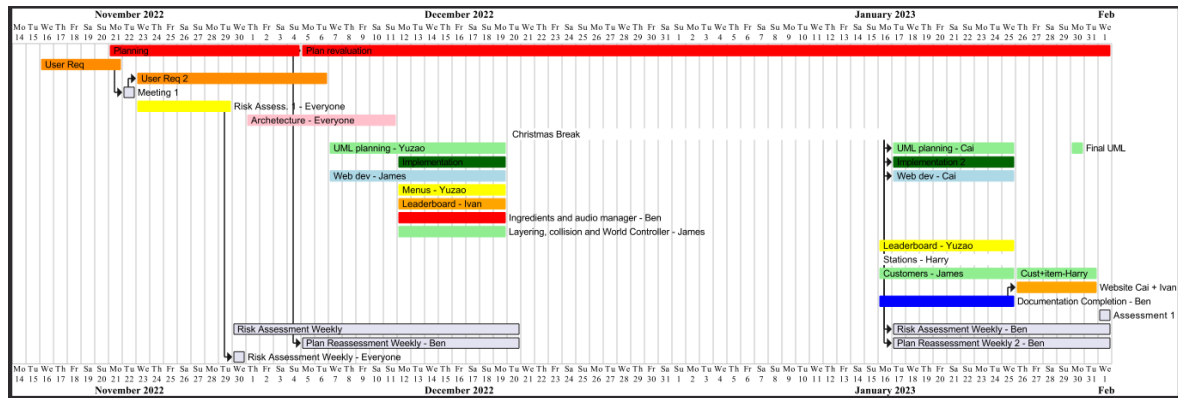 November 2022 December 2022 January 2023 Feb
Mo Tu We Th Fr Sa Su Mo Tu We Th Fr Sa Su Mo Tu We Th Fr Sa Su Mo Tu We Th Fr Sa Su Mo Tu We Th Fr Sa Su Mo Tu We Th Fr Sa Su Mo Tu We Th Fr Sa Su Mo Tu We Th Fr Sa Su Mo Tu We Th Fr Sa Su Mo Tu We Th Fr Sa Su Mo Tu We Th Fr Sa Su Mo Tu We
14 15 16 17 18 19 20 21 22 23 24 25 26 27 28 29 30 1 2 3 4 5 6 7 8 9 10 11 12 13 14 15 16 17 18 19 20 21 22 23 24 25 26 27 28 29 30 31 1 2 3 4 5 6 7 8 9 10 11 12 13 14 15 16 17 18 19 20 21 22 23 24 25 26 27 28 29 30 31 1
Planning Plan revaluation
User Req
User Req 2
Meeting 1
Risk Assess. 1 - Everyone
Archetecture - Everyone
Christmas Break
UML planning - Yuzao UML planning - Cai Final UML
Implementation Implementation 2
Web dev - James Web dev - Cai
Menus - Yuzao
Leaderboard - Ivan
Ingredients and audio manager - Ben
Layering, collision and World Controller - James
Leaderboard - Yuzao
Stations - Harry
Customers - James Cust+item-Harry
Website Cai + Ivan
Documentation Completion - Ben
Assessment 1
Risk Assessment Weekly Risk Assessment Weekly - Ben
Plan Reassessment Weekly - Ben Plan Reassessment Weekly 2 - Ben
Risk Assessment Weekly - Everyone
Mo Tu We Th Fr Sa Su Mo Tu We Th Fr Sa Su Mo Tu We Th Fr Sa Su Mo Tu We Th Fr Sa Su Mo Tu We Th Fr Sa Su Mo Tu We Th Fr Sa Su Mo Tu We Th Fr Sa Su Mo Tu We Th Fr Sa Su Mo Tu We Th Fr Sa Su Mo Tu We Th Fr Sa Su Mo Tu We Th Fr Sa Su Mo Tu We
14 15 16 17 18 19 20 21 22 23 24 25 26 27 28 29 30 1 2 3 4 5 6 7 8 9 10 11 12 13 14 15 16 17 18 19 20 21 22 23 24 25 26 27 28 29 30 31 1 2 3 4 5 6 7 8 9 10 11 12 13 14 15 16 17 18 19 20 21 22 23 24 25 26 27 28 29 30 31 1
November 2022 December 2022 January 2023 Feb